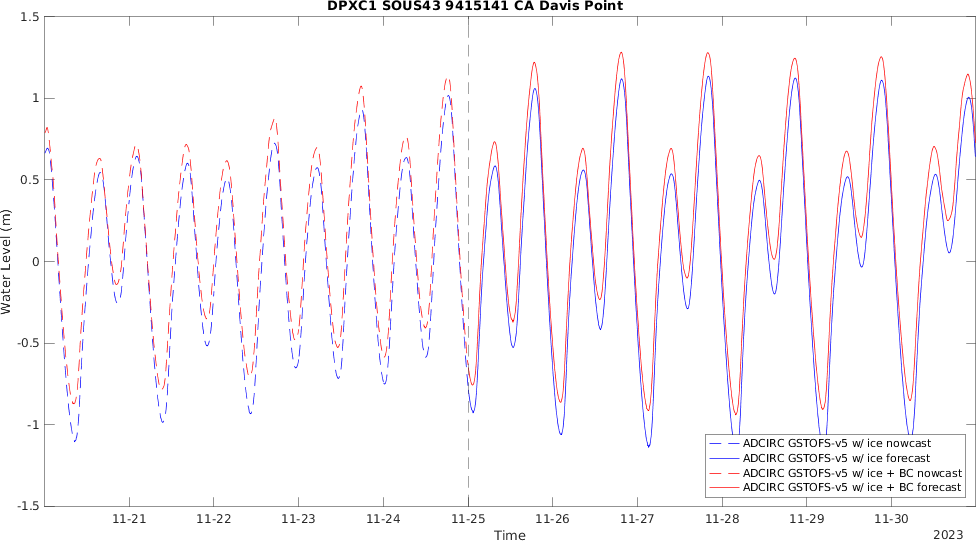 DPXC1 SOUS43 9415141 CA Davis Point
1.5
1
0.5
0
-0.5
-1
-1.5
Water Level (m)
ADCIRC GSTOFS-v5 w/ ice nowcast
ADCIRC GSTOFS-v5 w/ ice forecast
ADCIRC GSTOFS-v5 w/ ice + BC nowcast
ADCIRC GSTOFS-v5 w/ ice + BC forecast
11-21 11-22 11-23 11-24 11-25 11-26 11-27 11-28 11-29 11-30
Time
2023